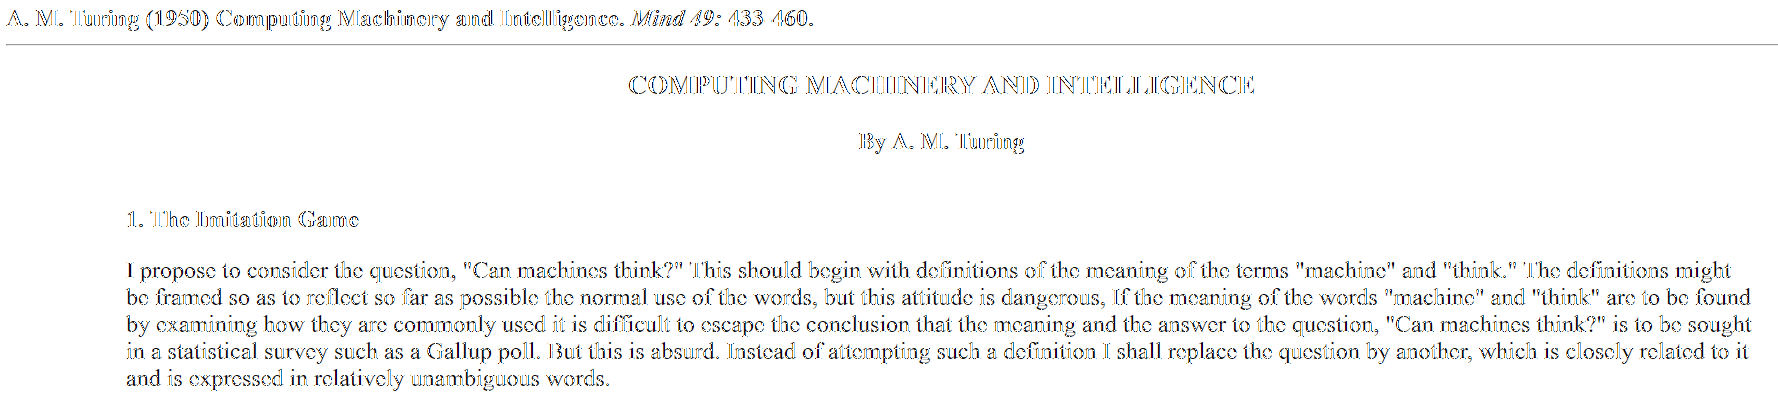 A. M. Turing (1950) Computing Machinery and Intelligence. Mind 49: 433-460.
COMPUTING MACHINERY AND INTELLIGENCE
By A. M. Turing
1. The Imitation Game
I propose to consider the question, "Can machines think?" This should begin with definitions of the meaning of the terms "machine" and "think." The definitions might
be framed so as to reflect so far as possible the normal use of the words, but this attitude is dangerous, If the meaning of the words "machine" and "think" are to be found
by examining how they are commonly used it is difficult to escape the conclusion that the meaning and the answer to the question, "Can machines think?" is to be sought
in a statistical survey such as a Gallup poll. But this is absurd. Instead of attempting such a definition I shall replace the question by another, which is closely related to it
and is expressed in relatively unambiguous words.